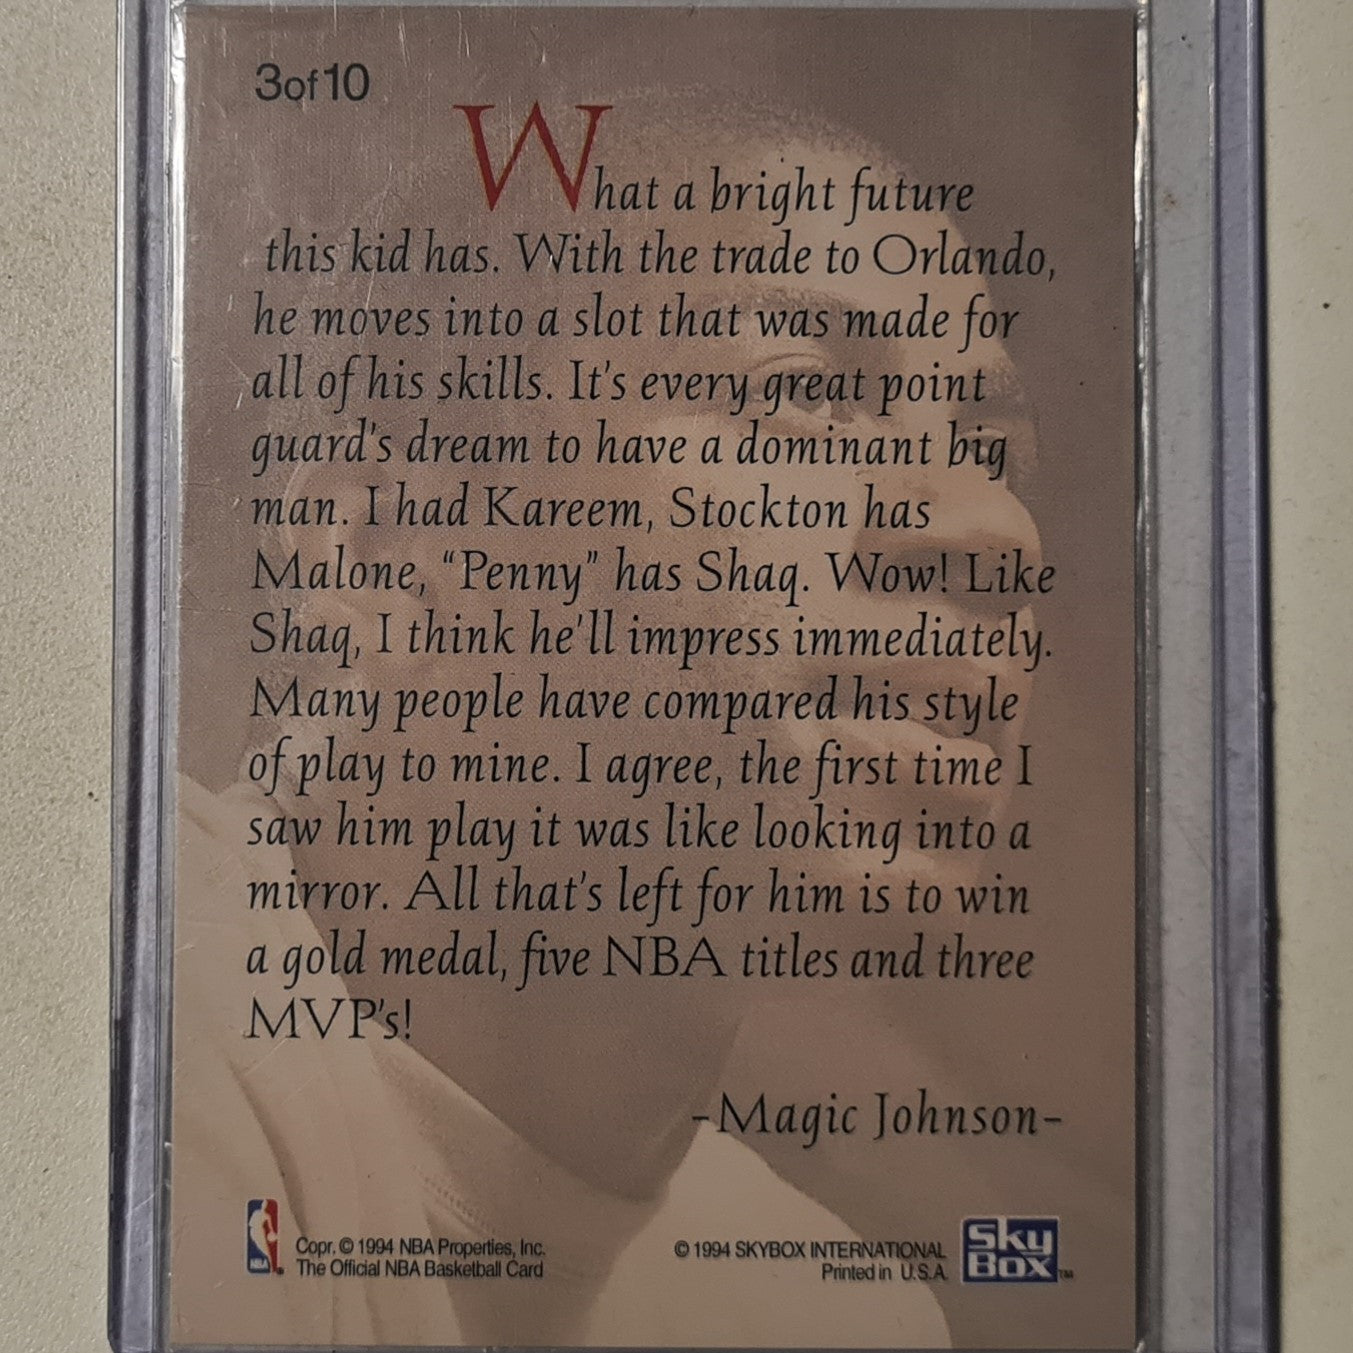 3of10
What a bright future
this kid has. With the trade to Orlando,
he moves into a slot that was made for
all of his skills. It's every great point
guard's dream to have a dominant big
man. I had Kareem, Stockton has
Malone, "Penny" has Shaq. Wow! Like
Shaq, I think he'll impress immediately.
Many people have compared his style
of play to mine. I agree, the first time I
saw him play it was like looking into a
mirror. All that's left for him is to win
a gold medal, five NBA titles and three
MVP's!
-Magic Johnson-
NBA
Copr. © 1994 NBA Properties, Inc.
The Official NBA Basketball Card
© 1994 SKYBOX INTERNATIONAL
Printed in U.S.A.
Sky
Box™